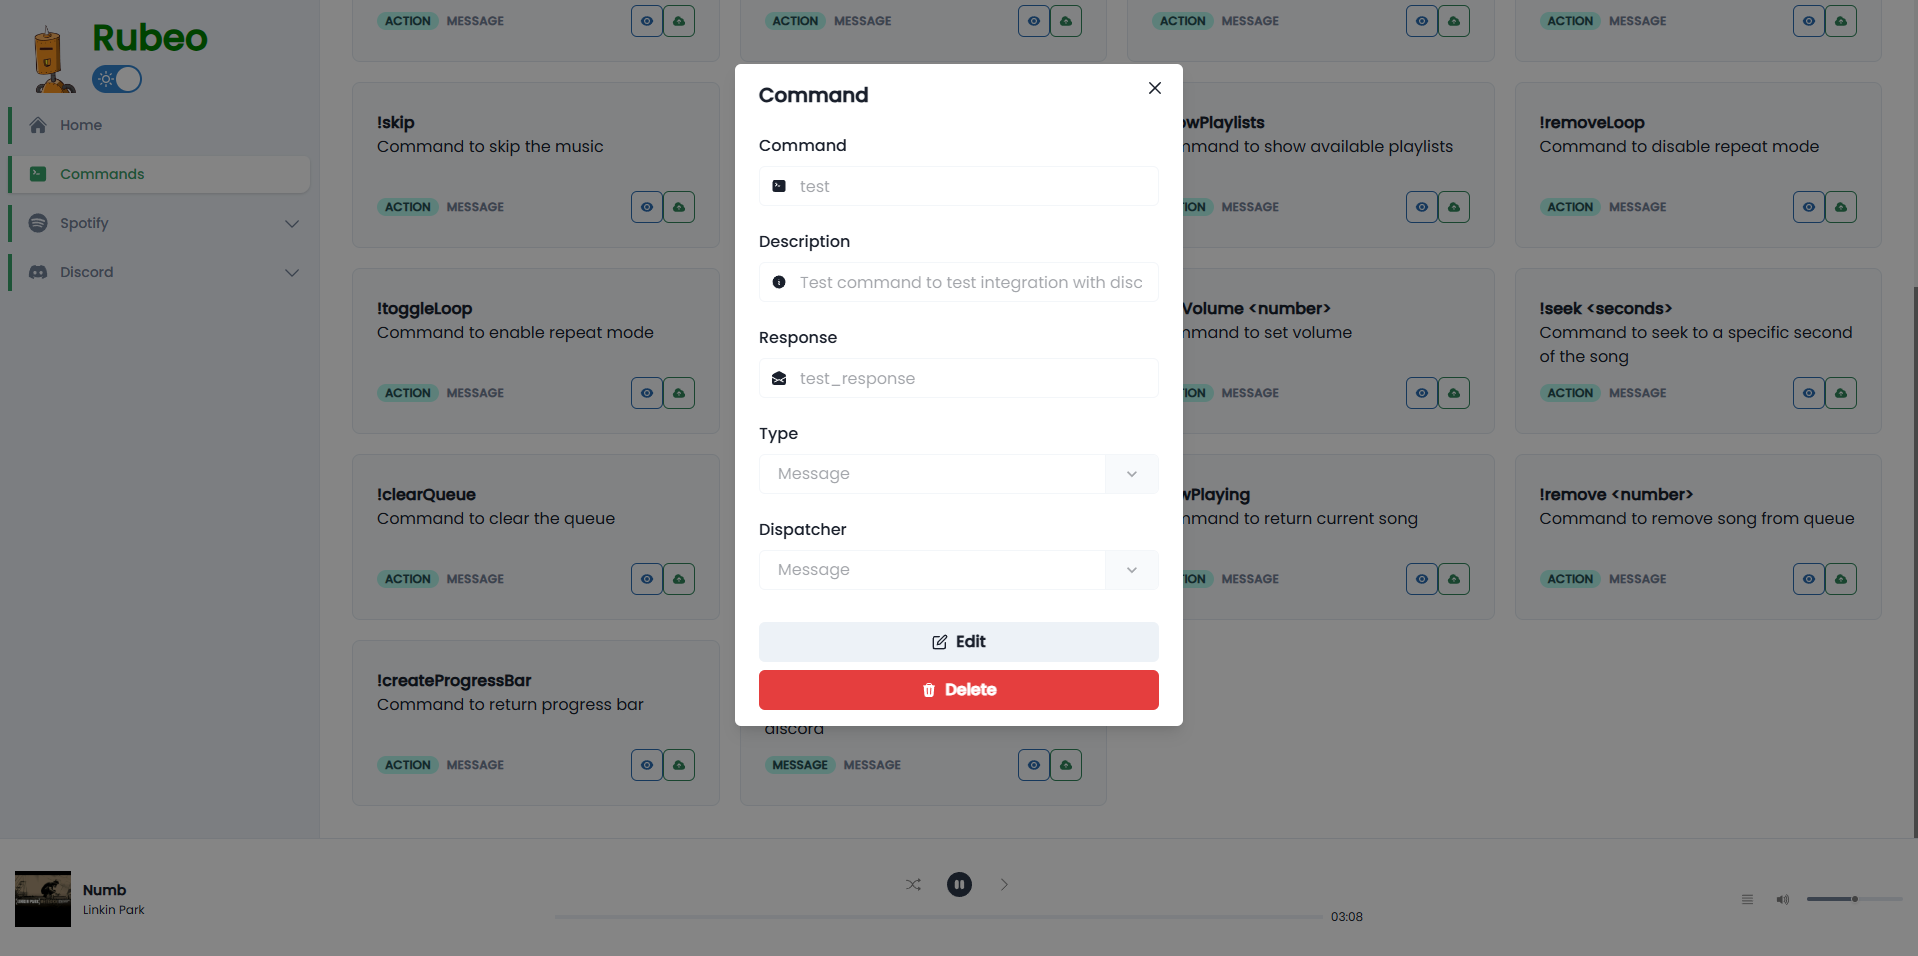 Rubeo
Home
Commands
Spotify
Discord
ACTION MESSAGE
ACTION MESSAGE
ACTION MESSAGE
ACTION MESSAGE
!skip
Command to skip the music
ACTION MESSAGE
owPlaylists
mmand to show available playlists
ION MESSAGE
!removeLoop
Command to disable repeat mode
ACTION MESSAGE
!toggleLoop
Command to enable repeat mode
ACTION MESSAGE
Volume <number>
mmand to set volume
ION MESSAGE
!seek <seconds>
Command to seek to a specific second
of the song
ACTION MESSAGE
!clearQueue
Command to clear the queue
ACTION MESSAGE
wPlaying
mmand to return current song
ION MESSAGE
!remove <number>
Command to remove song from queue
ACTION MESSAGE
!createProgressBar
Command to return progress bar
ACTION MESSAGE
discord
MESSAGE MESSAGE
Command
Command
test
Description
Test command to test integration with disc
Response
test_response
Type
Message
Dispatcher
Message
Edit
Delete
Numb
Linkin Park
03:08